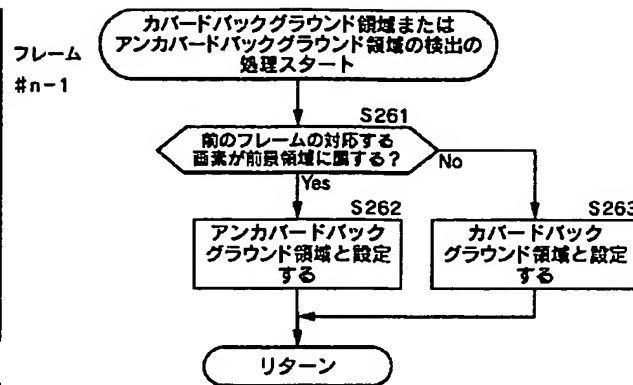 フレーム
#n-1
カバードバックグラウンド領域または
アンカバードバックグラウンド領域の検出の
処理スタート
S261
前のフレームの対応する
画素が前景領域に属する？
Yes
No
S262
アンカバードバック
グラウンド領域と設定
する
S263
カバードバック
グラウンド領域と設定
する
リターン